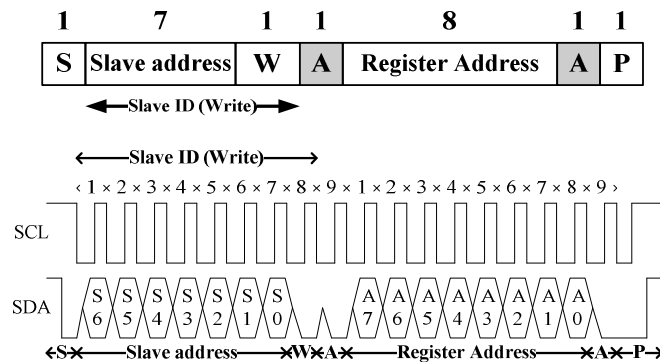 1 7 1 1 8 1 1
S Slave address W A Register Address A P
Slave ID (Write)
Slave ID (Write)
1 × 2 × 3 × 4 × 5 × 6 × 7 × 8 × 9 × 1 × 2 × 3 × 4 × 5 × 6 × 7 × 8 × 9
SCL
SDA S6 S5 S4 S3 S2 S1 S0 A7 A6 A5 A4 A3 A2 A1 A0
S Slave address W A Register Address A P